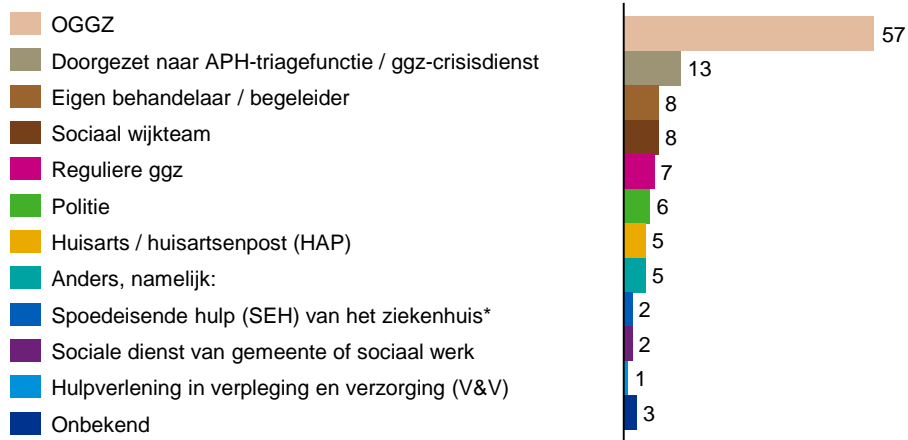 OGGZ 57
Doorgezet naar APH-triagefunctie / ggz-crisisdienst 13
Eigen behandelaar / begeleider 8
Sociaal wijkteam 8
Reguliere ggz 7
Politie 6
Huisarts / huisartsenpost (HAP) 5
Anders, namelijk: 5
Spoedeisende hulp (SEH) van het ziekenhuis* 2
Sociale dienst van gemeente of sociaal werk 2
Hulpverlening in verpleging en verzorging (V&V) 1
Onbekend 3